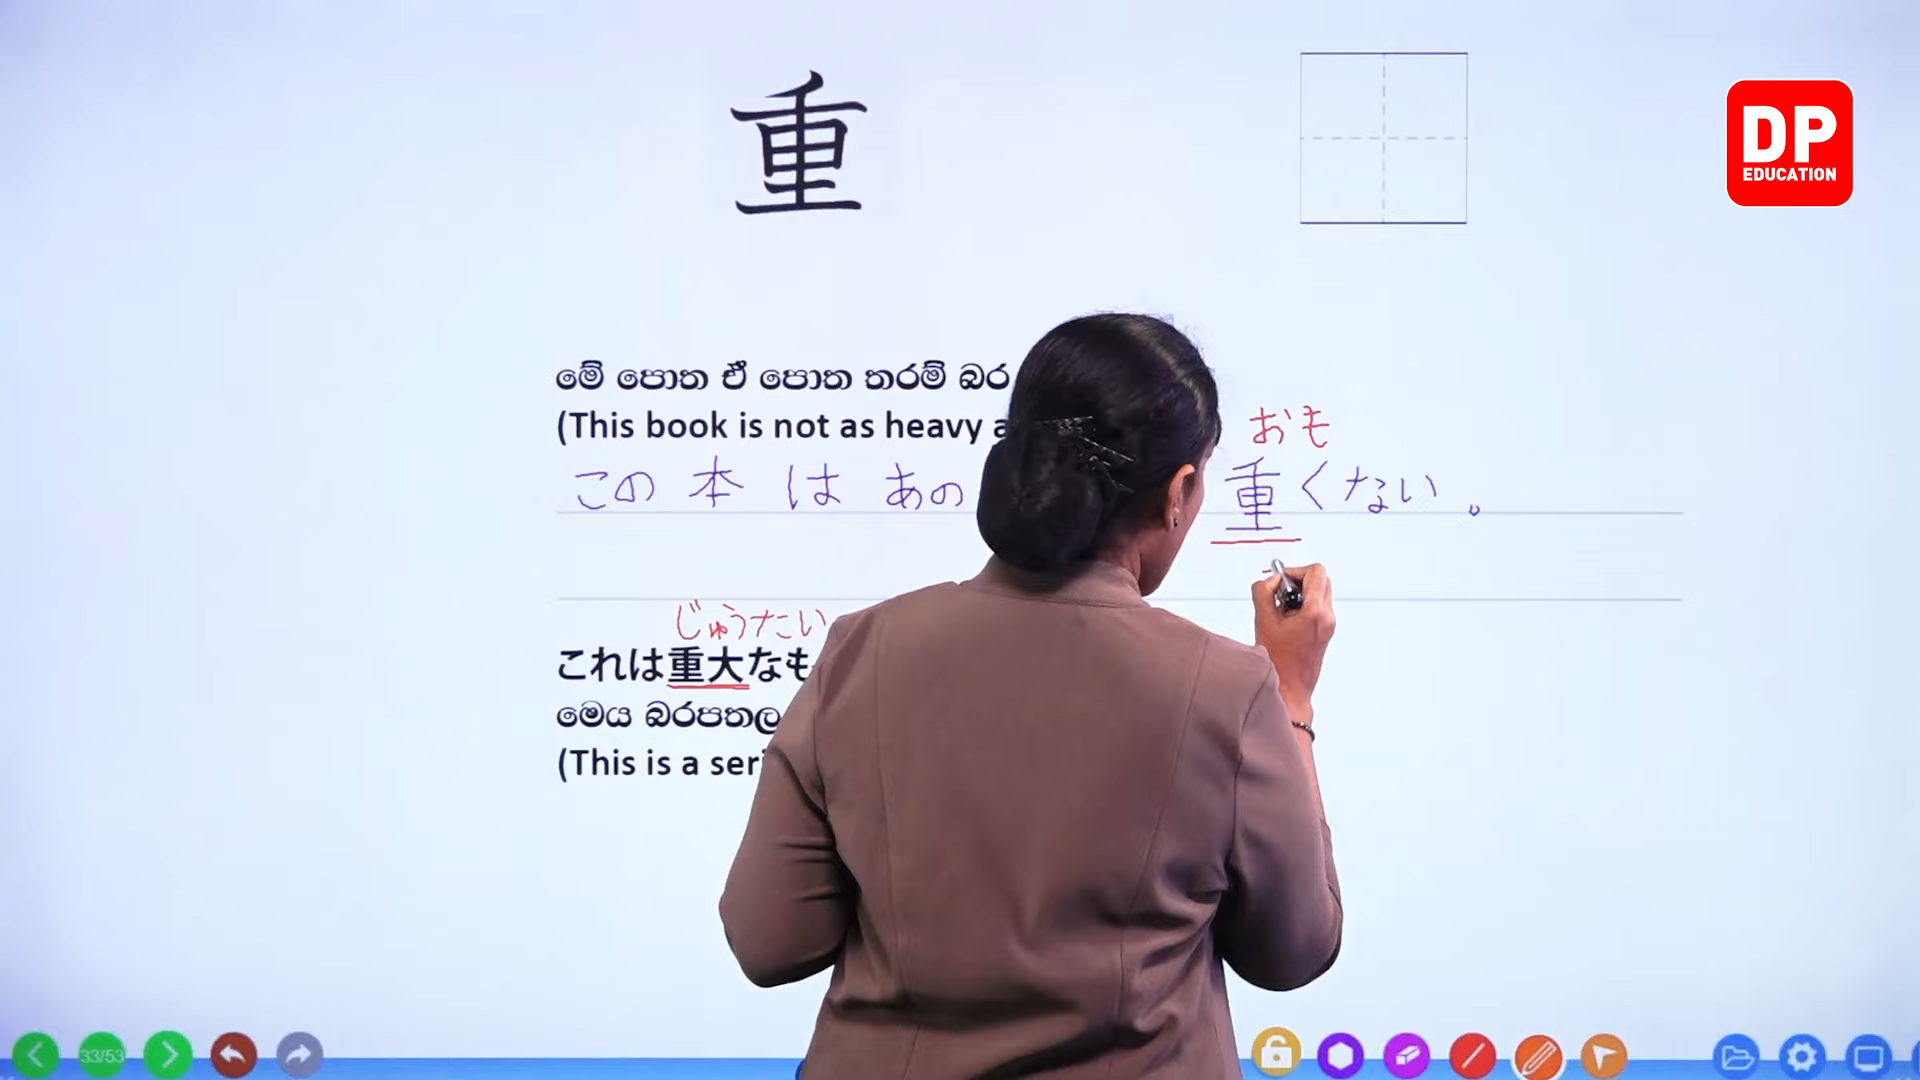 重
DP
EDUCATION
මේ පොත ඒ පොත තරම් බර
(This book is not as heavy a
おも
この 本 は あの 重くない。
じゅうたい
これは重大なも
මෙය බරපතල
(This is a seri
33/53